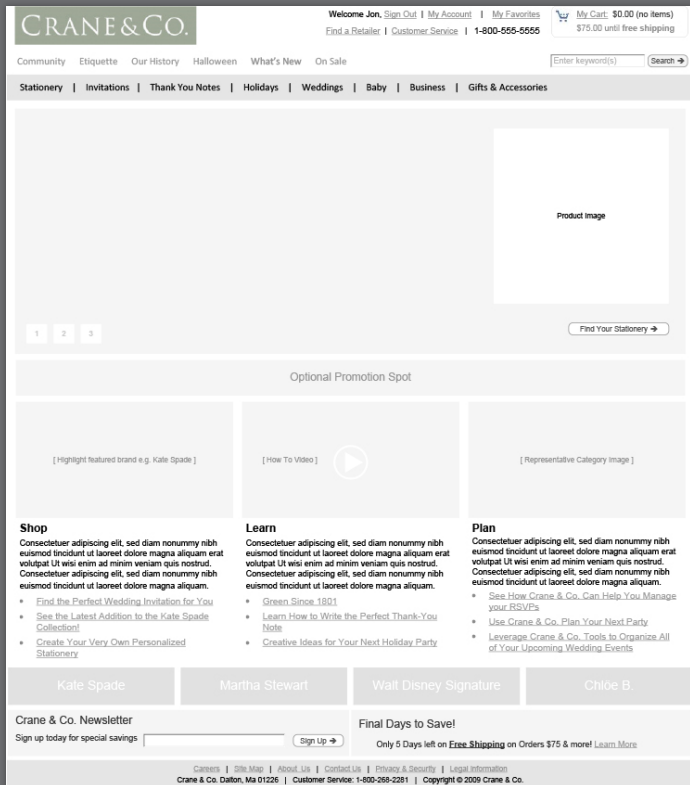 CRANE&CO.
Welcome Jon, Sign Out | My Account | My Favorites
My Cart: $0.00 (no items)
Find a Retailer | Customer Service | 1-800-555-5555
$75.00 until free shipping
Community Etiquette Our History Halloween What's New On Sale
Enter keyword(s) Search →
Stationery | Invitations | Thank You Notes | Holidays | Weddings | Baby | Business | Gifts & Accessories
Product Image
1 2 3
Find Your Stationery →
Optional Promotion Spot
[ Highlight featured brand e.g. Kate Spade ]
[ How To Video ]
[ Representative Category Image ]
Shop
Consectetuer adipiscing elit, sed diam nonummy nibh
euismod tincidunt ut laoreet dolore magna aliquam erat
volutpat Ut wisi enim ad minim veniam quis nostrud.
Consectetuer adipiscing elit, sed diam nonummy nibh
euismod tincidunt ut laoreet dolore magna aliquam.
• Find the Perfect Wedding Invitation for You
• See the Latest Addition to the Kate Spade
Collection!
• Create Your Very Own Personalized
Stationery
Learn
Consectetuer adipiscing elit, sed diam nonummy nibh
euismod tincidunt ut laoreet dolore magna aliquam erat
volutpat Ut wisi enim ad minim veniam quis nostrud.
Consectetuer adipiscing elit, sed diam nonummy nibh
euismod tincidunt ut laoreet dolore magna aliquam.
• Green Since 1801
• Learn How to Write the Perfect Thank-You
Note
• Creative Ideas for Your Next Holiday Party
Plan
Consectetuer adipiscing elit, sed diam nonummy nibh
euismod tincidunt ut laoreet dolore magna aliquam erat
volutpat Ut wisi enim ad minim veniam quis nostrud.
Consectetuer adipiscing elit, sed diam nonummy nibh
euismod tincidunt ut laoreet dolore magna aliquam.
• See How Crane & Co. Can Help You Manage
your RSVPs
• Use Crane & Co. Plan Your Next Party
• Leverage Crane & Co. Tools to Organize All
of Your Upcoming Wedding Events
Kate Spade
Martha Stewart
Walt Disney Signature
Chlöe B.
Crane & Co. Newsletter
Sign up today for special savings Sign Up →
Final Days to Save!
Only 5 Days left on Free Shipping on Orders $75 & more! Learn More
Careers | Site Map | About Us | Contact Us | Privacy & Security | Legal Information
Crane & Co. Dalton, Ma 01226 | Customer Service: 1-800-268-2281 | Copyright © 2009 Crane & Co.